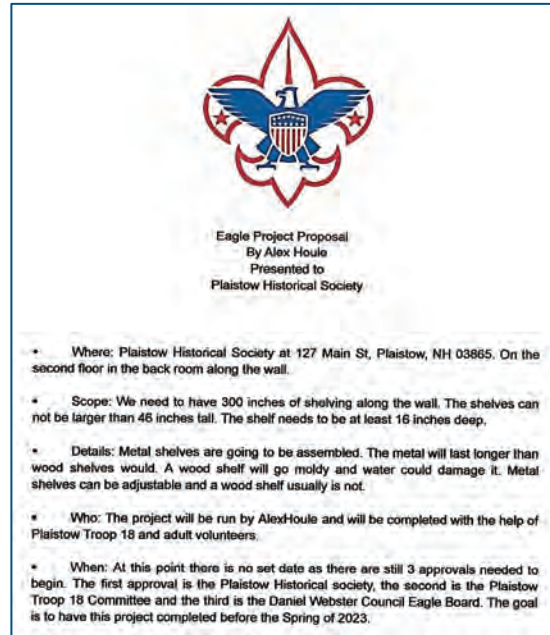 Eagle Project Proposal
By Alex Houle
Presented to
Plaistow Historical Society
• Where: Plaistow Historical Society at 127 Main St, Plaistow, NH 03865. On the
second floor in the back room along the wall.
• Scope: We need to have 300 inches of shelving along the wall. The shelves can
not be larger than 46 inches tall. The shelf needs to be at least 16 inches deep.
• Details: Metal shelves are going to be assembled. The metal will last longer than
wood shelves would. A wood shelf will go moldy and water could damage it. Metal
shelves can be adjustable and a wood shelf usually is not.
• Who: The project will be run by AlexHoule and will be completed with the help of
Plaistow Troop 18 and adult volunteers.
• When: At this point there is no set date as there are still 3 approvals needed to
begin. The first approval is the Plaistow Historical society, the second is the Plaistow
Troop 18 Committee and the third is the Daniel Webster Council Eagle Board. The goal
is to have this project completed before the Spring of 2023.